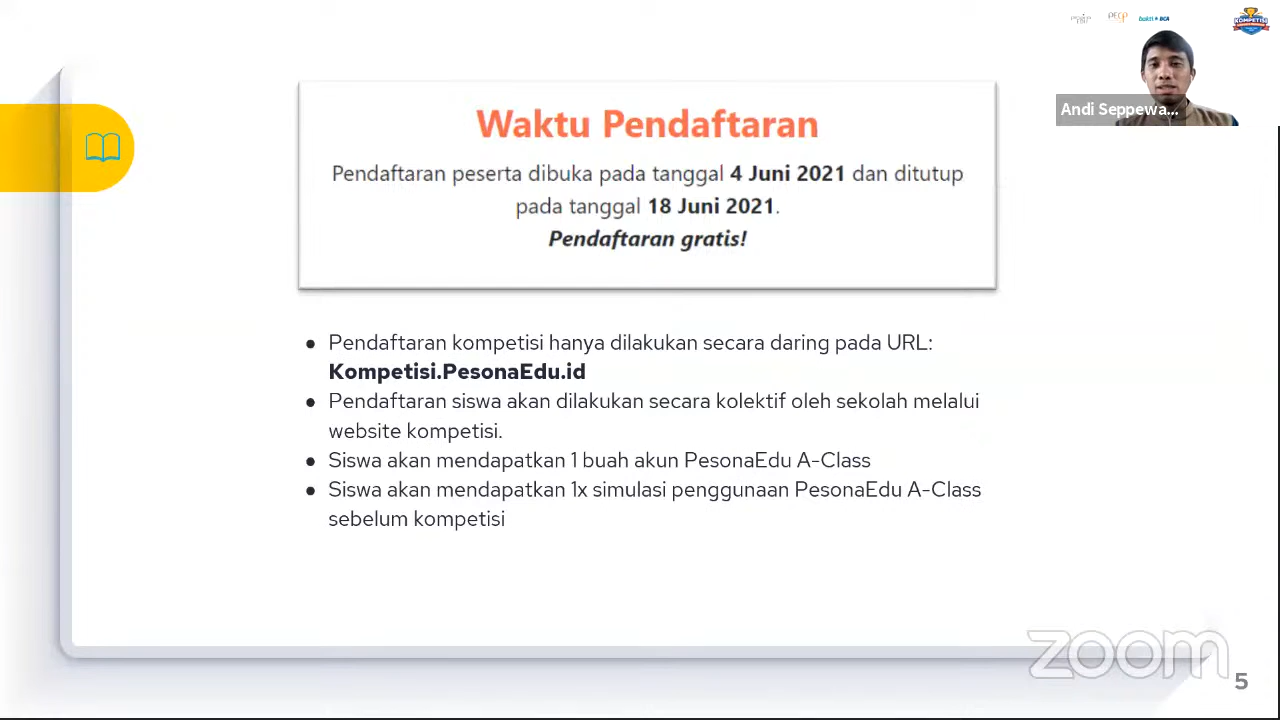 bakti BCA
KOMPETISI
Andi Seppewa...
Waktu Pendaftaran
Pendaftaran peserta dibuka pada tanggal 4 Juni 2021 dan ditutup
pada tanggal 18 Juni 2021.
Pendaftaran gratis!
● Pendaftaran kompetisi hanya dilakukan secara daring pada URL:
Kompetisi.PesonaEdu.id
● Pendaftaran siswa akan dilakukan secara kolektif oleh sekolah melalui
website kompetisi.
● Siswa akan mendapatkan 1 buah akun PesonaEdu A-Class
● Siswa akan mendapatkan 1x simulasi penggunaan PesonaEdu A-Class
sebelum kompetisi
zoom
5